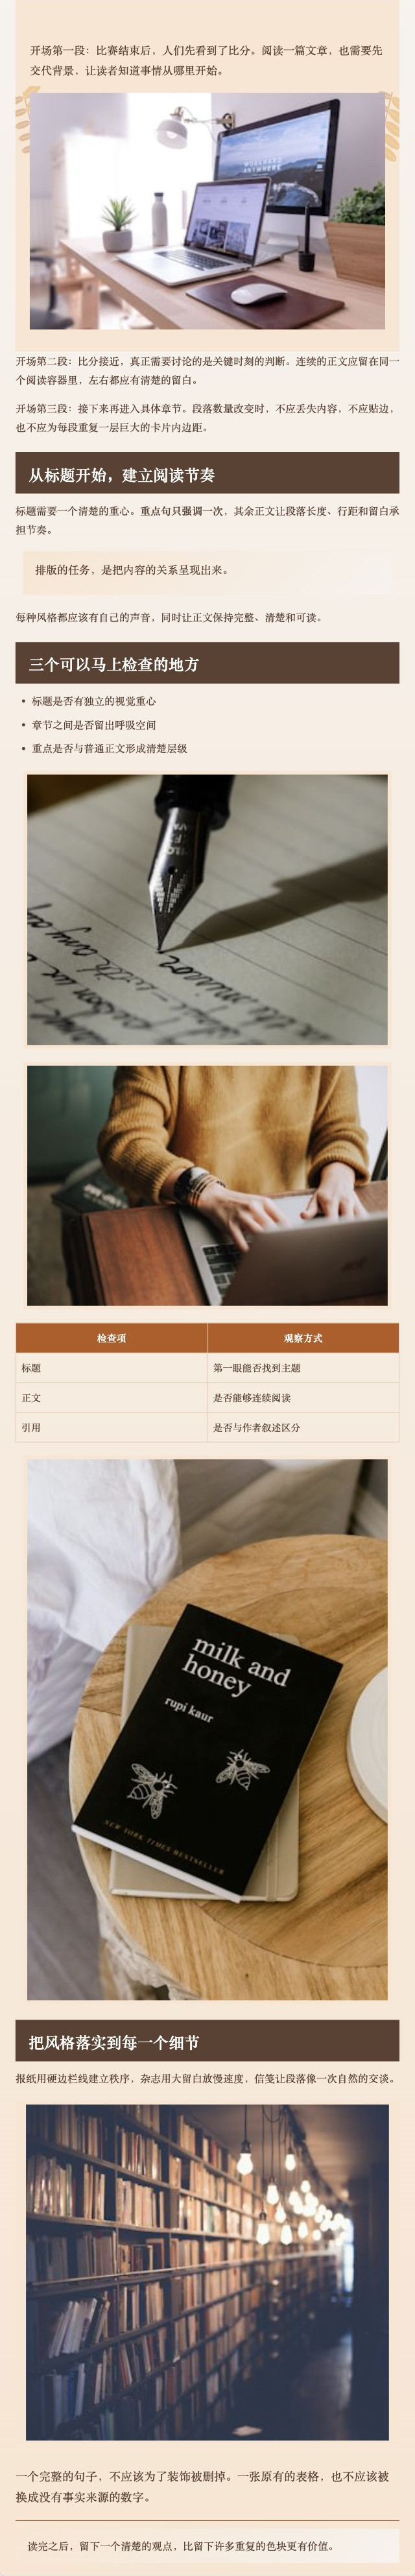 开场第一段：比赛结束后，人们先看到了比分。阅读一篇文章，也需要先
交代背景，让读者知道事情从哪里开始。
开场第二段：比分接近，真正需要讨论的是关键时刻的判断。连续的正文应留在同一
个阅读容器里，左右都应有清楚的留白。
开场第三段：接下来再进入具体章节。段落数量改变时，不应丢失内容，不应贴边，
也不应为每段重复一层巨大的卡片内边距。
从标题开始，建立阅读节奏
标题需要一个清楚的重心。重点句只强调一次，其余正文让段落长度、行距和留白承
担节奏。
排版的任务，是把内容的关系呈现出来。
每种风格都应该有自己的声音，同时让正文保持完整、清楚和可读。
三个可以马上检查的地方
• 标题是否有独立的视觉重心
• 章节之间是否留出呼吸空间
• 重点是否与普通正文形成清楚层级
检查项 观察方式
标题 第一眼能否找到主题
正文 是否能够连续阅读
引用 是否与作者叙述区分
milk and
honey
rupi kaur
NEW YORK TIMES BESTSELLER
把风格落实到每一个细节
报纸用硬边栏线建立秩序，杂志用大留白放慢速度，信笺让段落像一次自然的交谈。
一个完整的句子，不应该为了装饰被删掉。一张原有的表格，也不应该被
换成没有事实来源的数字。
读完之后，留下一个清楚的观点，比留下许多重复的色块更有价值。